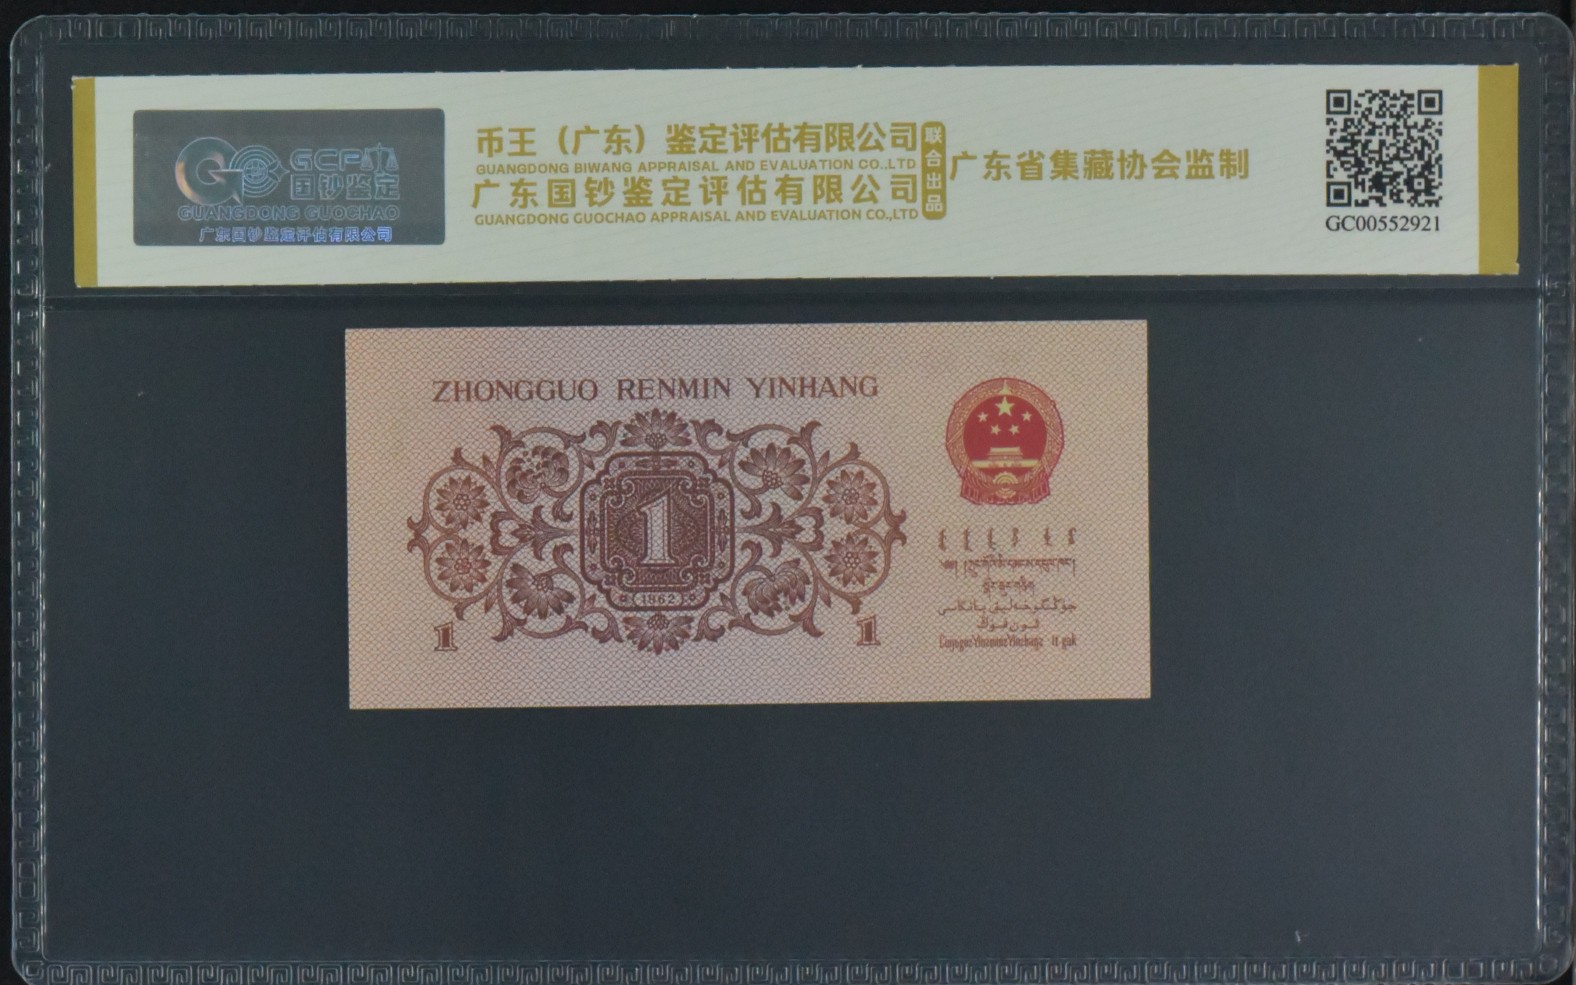 GCP
国钞鉴定
GUANGDONG GUOCHAO
广东国钞鉴定评估有限公司
币王（广东）鉴定评估有限公司
GUANGDONG BIWANG APPRAISAL AND EVALUATION CO.,LTD
广东国钞鉴定评估有限公司
GUANGDONG GUOCHAO APPRAISAL AND EVALUATION CO.,LTD
联合出品
广东省集藏协会监制
GC00552921
ZHONGGUO RENMIN YINHANG
1
1962
1
1